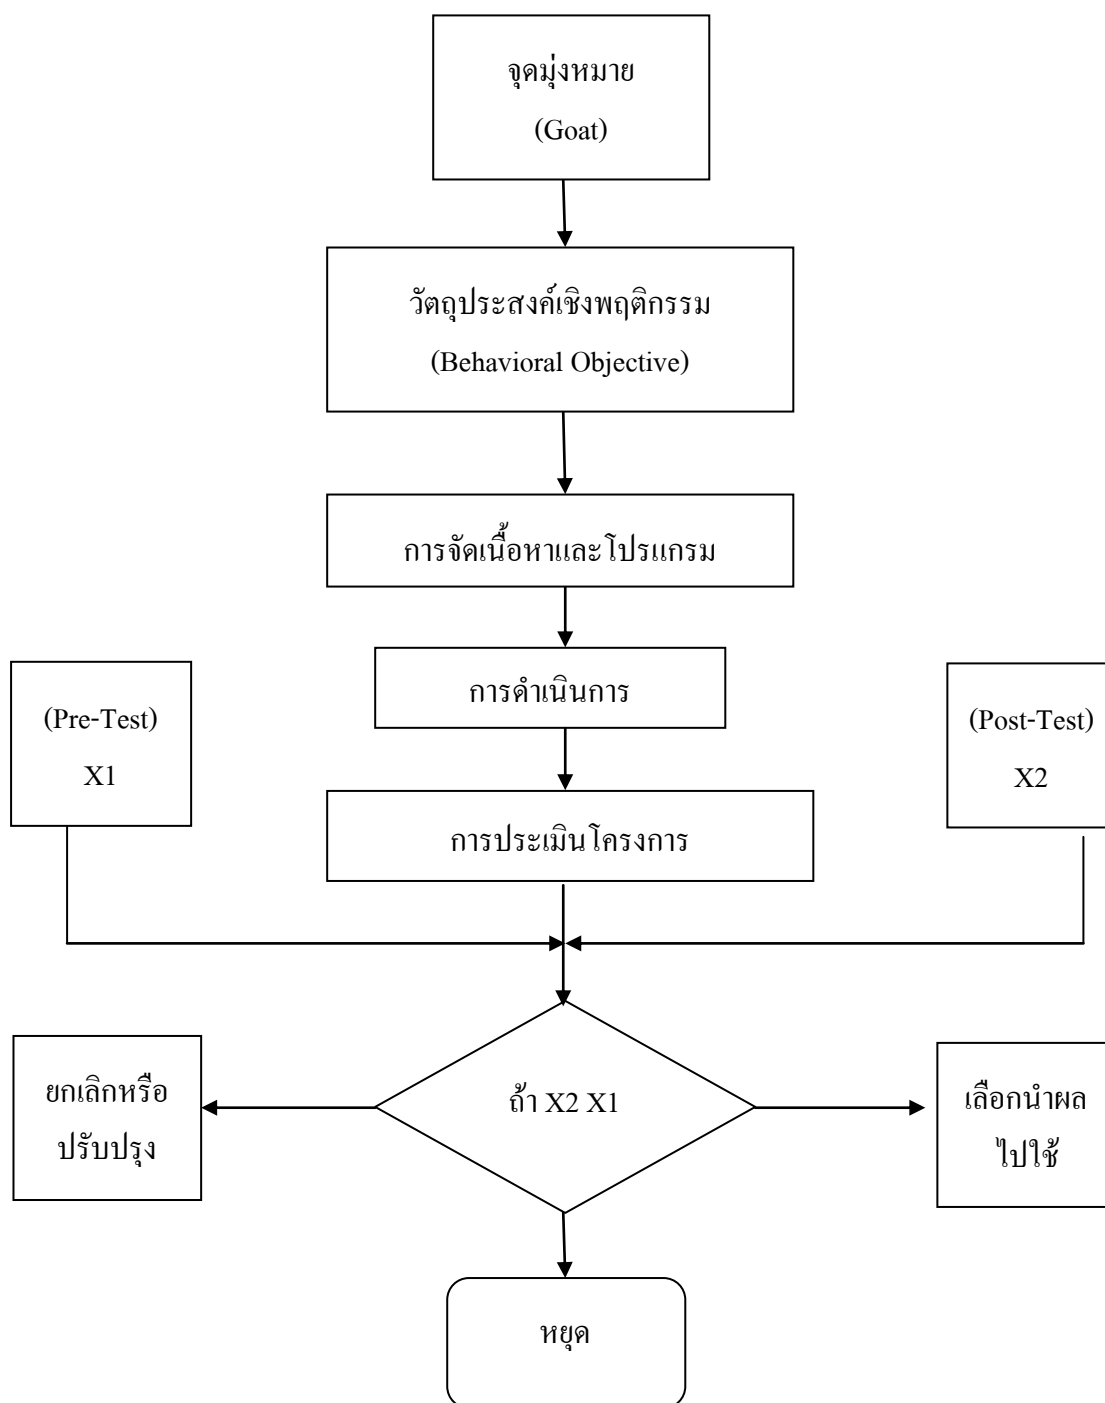 จุดมุ่งหมาย
(Goat)
วัตถุประสงค์เชิงพฤติกรรม
(Behavioral Objective)
การจัดเนื้อหาและโปรแกรม
การดำเนินการ
(Pre-Test)
X1
(Post-Test)
X2
การประเมินโครงการ
ยกเลิกหรือ
ปรับปรุง
ถ้า X2 X1
เลือกนำผล
ไปใช้
หยุด